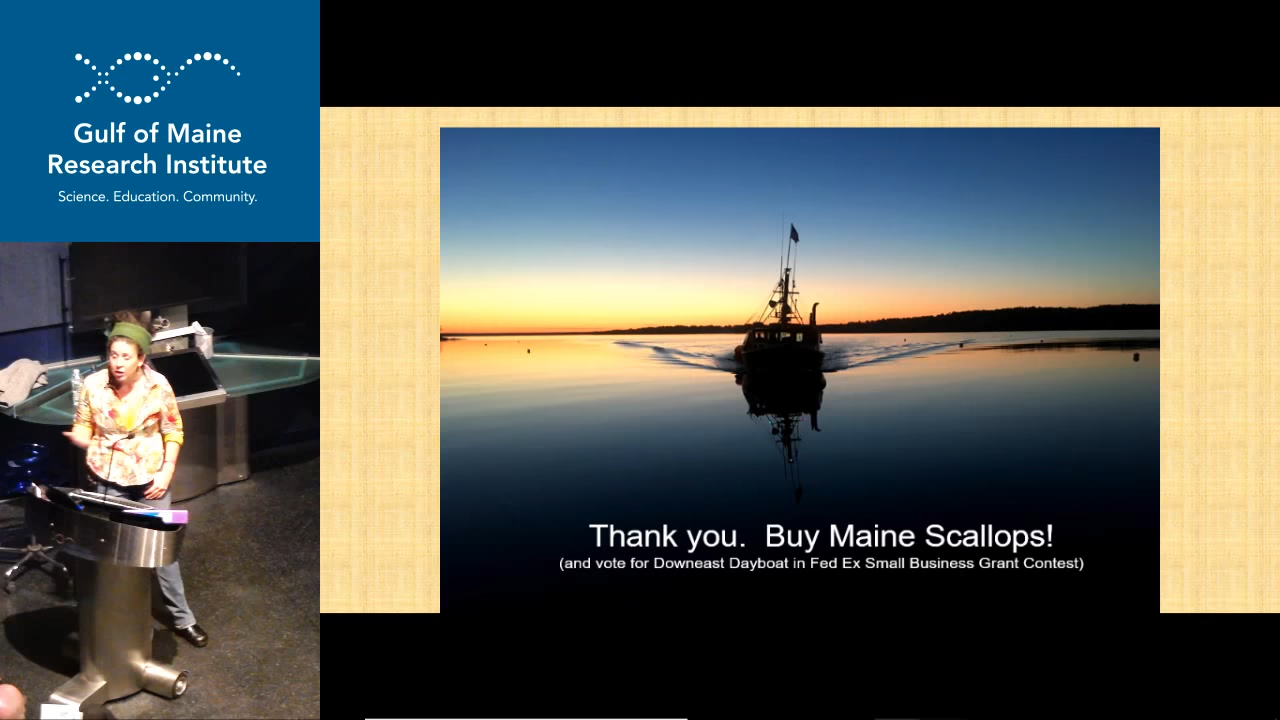 Gulf of Maine
Research Institute
Science. Education. Community.
Thank you.  Buy Maine Scallops!
(and vote for Downeast Dayboat in Fed Ex Small Business Grant Contest)